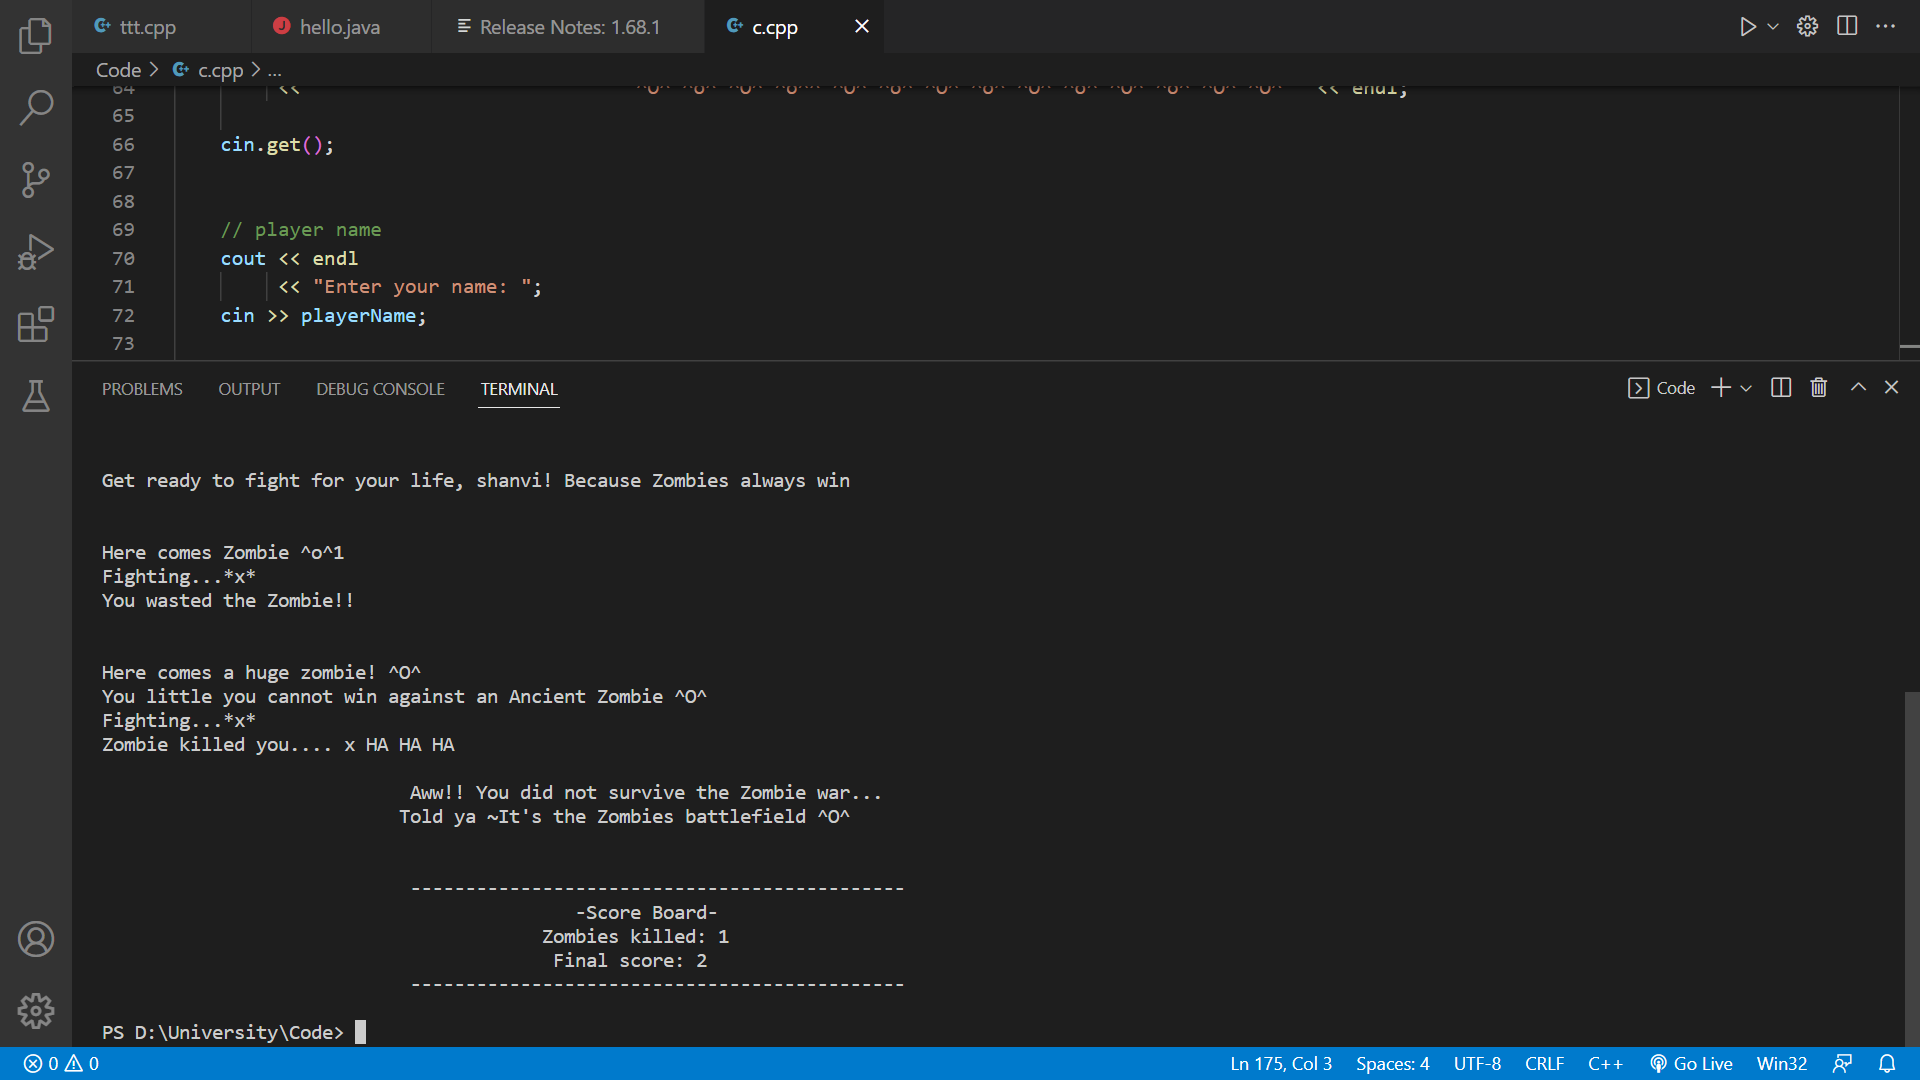 ttt.cpp hello.java Release Notes: 1.68.1 c.cpp
Code > c.cpp > ...
64 << ^O^ ^o^ ^O^ ^o^^ ^O^ ^o^ ^O^ ^o^ ^O^ ^o^ ^O^ ^o^ ^O^ ^O^ << endl;
65
66 cin.get();
67
68
69 // player name
70 cout << endl
71 << "Enter your name: ";
72 cin >> playerName;
73
PROBLEMS OUTPUT DEBUG CONSOLE TERMINAL Code
Get ready to fight for your life, shanvi! Because Zombies always win
Here comes Zombie ^o^1
Fighting...*x*
You wasted the Zombie!!
Here comes a huge zombie! ^O^
You little you cannot win against an Ancient Zombie ^O^
Fighting...*x*
Zombie killed you.... x HA HA HA
Aww!! You did not survive the Zombie war...
Told ya ~It's the Zombies battlefield ^O^
---------------------------------------------
-Score Board-
Zombies killed: 1
Final score: 2
---------------------------------------------
PS D:\University\Code>
0 0 Ln 175, Col 3 Spaces: 4 UTF-8 CRLF C++ Go Live Win32